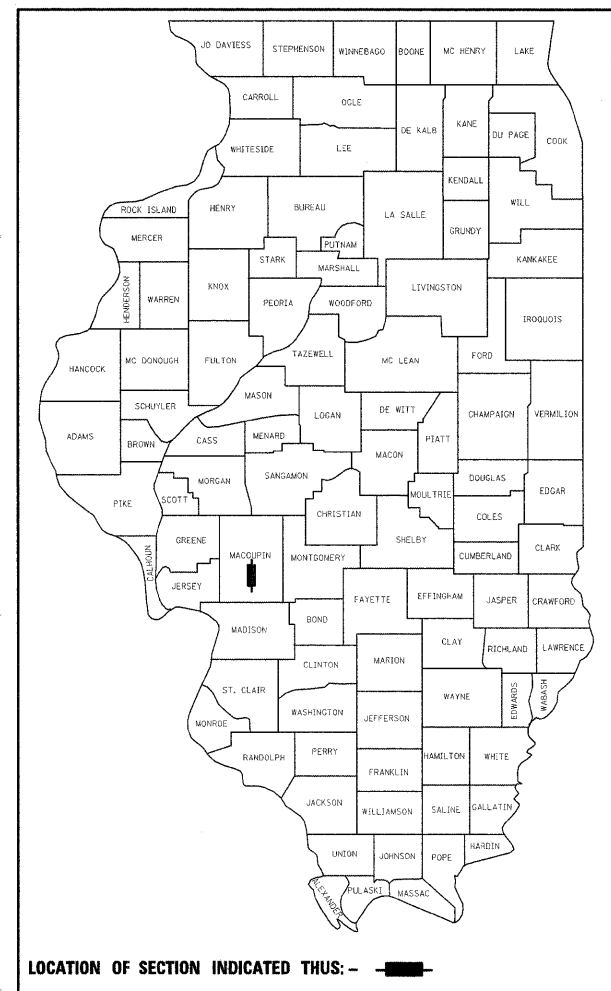 JO DAVIESS STEPHENSON WINNEBAGO BOONE MC HENRY LAKE
CARROLL OGLE DE KALB KANE DU PAGE COOK
WHITESIDE LEE
KENDALL WILL
ROCK ISLAND HENRY BUREAU LA SALLE GRUNDY
MERCER PUTNAM
STARK MARSHALL KANKAKEE
HENDERSON WARREN KNOX PEORIA WOODFORD LIVINGSTON
IROQUOIS
TAZEWELL MC LEAN FORD
HANCOCK MC DONOUGH FULTON
MASON
SCHUYLER LOGAN DE WITT CHAMPAIGN VERMILION
ADAMS BROWN CASS MENARD MACON PIATT
SANGAMON
MORGAN DOUGLAS
PIKE SCOTT MOULTRIE EDGAR
CHRISTIAN COLES
GREENE MACOUPIN MONTGOMERY SHELBY
CALHOUN CUMBERLAND CLARK
JERSEY FAYETTE EFFINGHAM JASPER CRAWFORD
MADISON BOND
CLAY RICHLAND LAWRENCE
CLINTON MARION
ST. CLAIR WAYNE EDWARDS WABASH
WASHINGTON JEFFERSON
MONROE
RANDOLPH PERRY HAMILTON WHITE
FRANKLIN
JACKSON WILLIAMSON SALINE GALLATIN
UNION JOHNSON POPE HARDIN
ALEXANDER PULASKI MASSAC
LOCATION OF SECTION INDICATED THUS: -